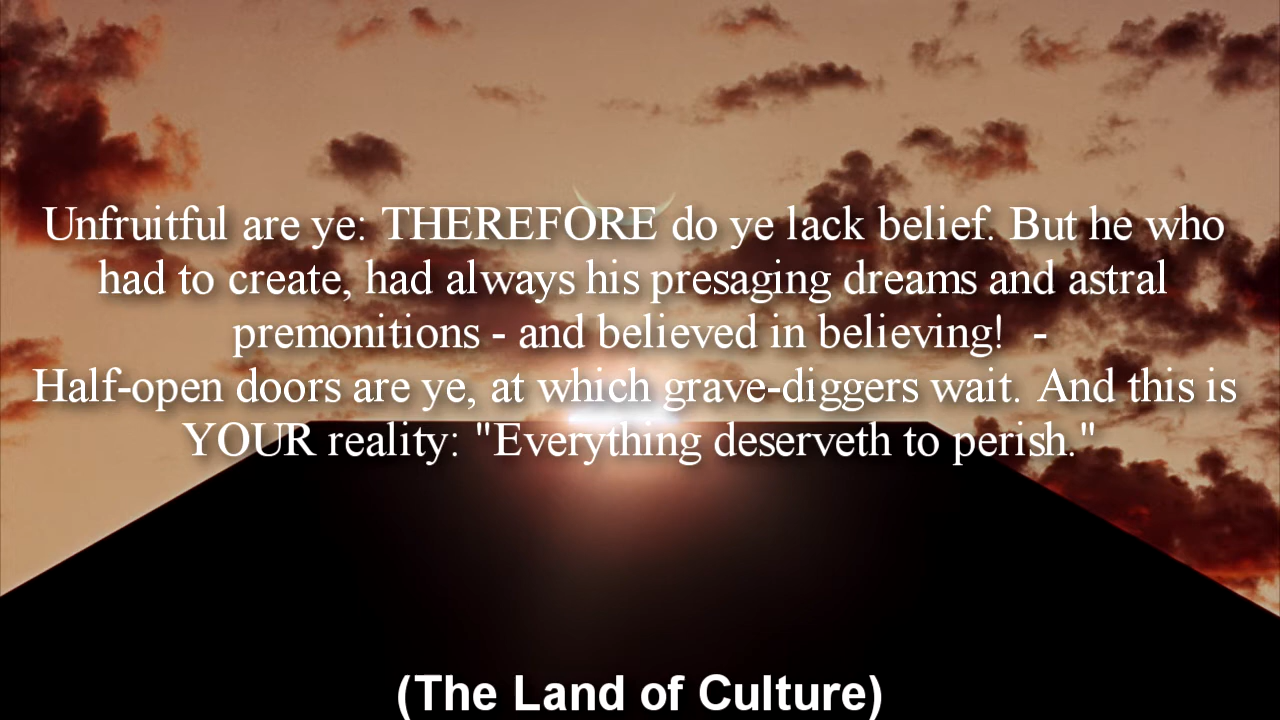 Unfruitful are ye: THEREFORE do ye lack belief. But he who
had to create, had always his presaging dreams and astral
premonitions - and believed in believing!  -
Half-open doors are ye, at which grave-diggers wait. And this is
YOUR reality: "Everything deserveth to perish."
(The Land of Culture)